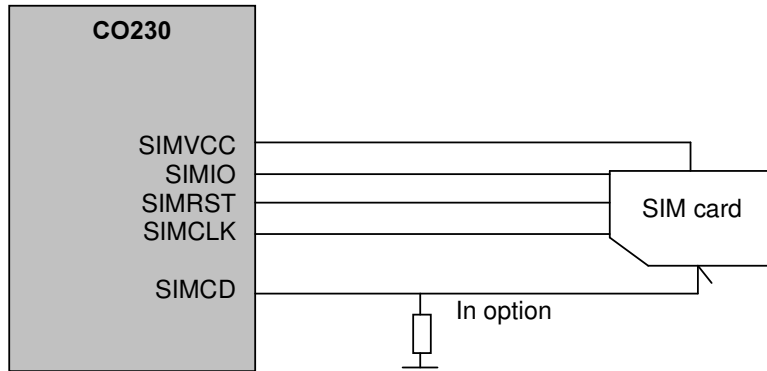 CO230
SIMVCC
SIMIO
SIMRST
SIM card
SIMCLK
SIMCD
In option